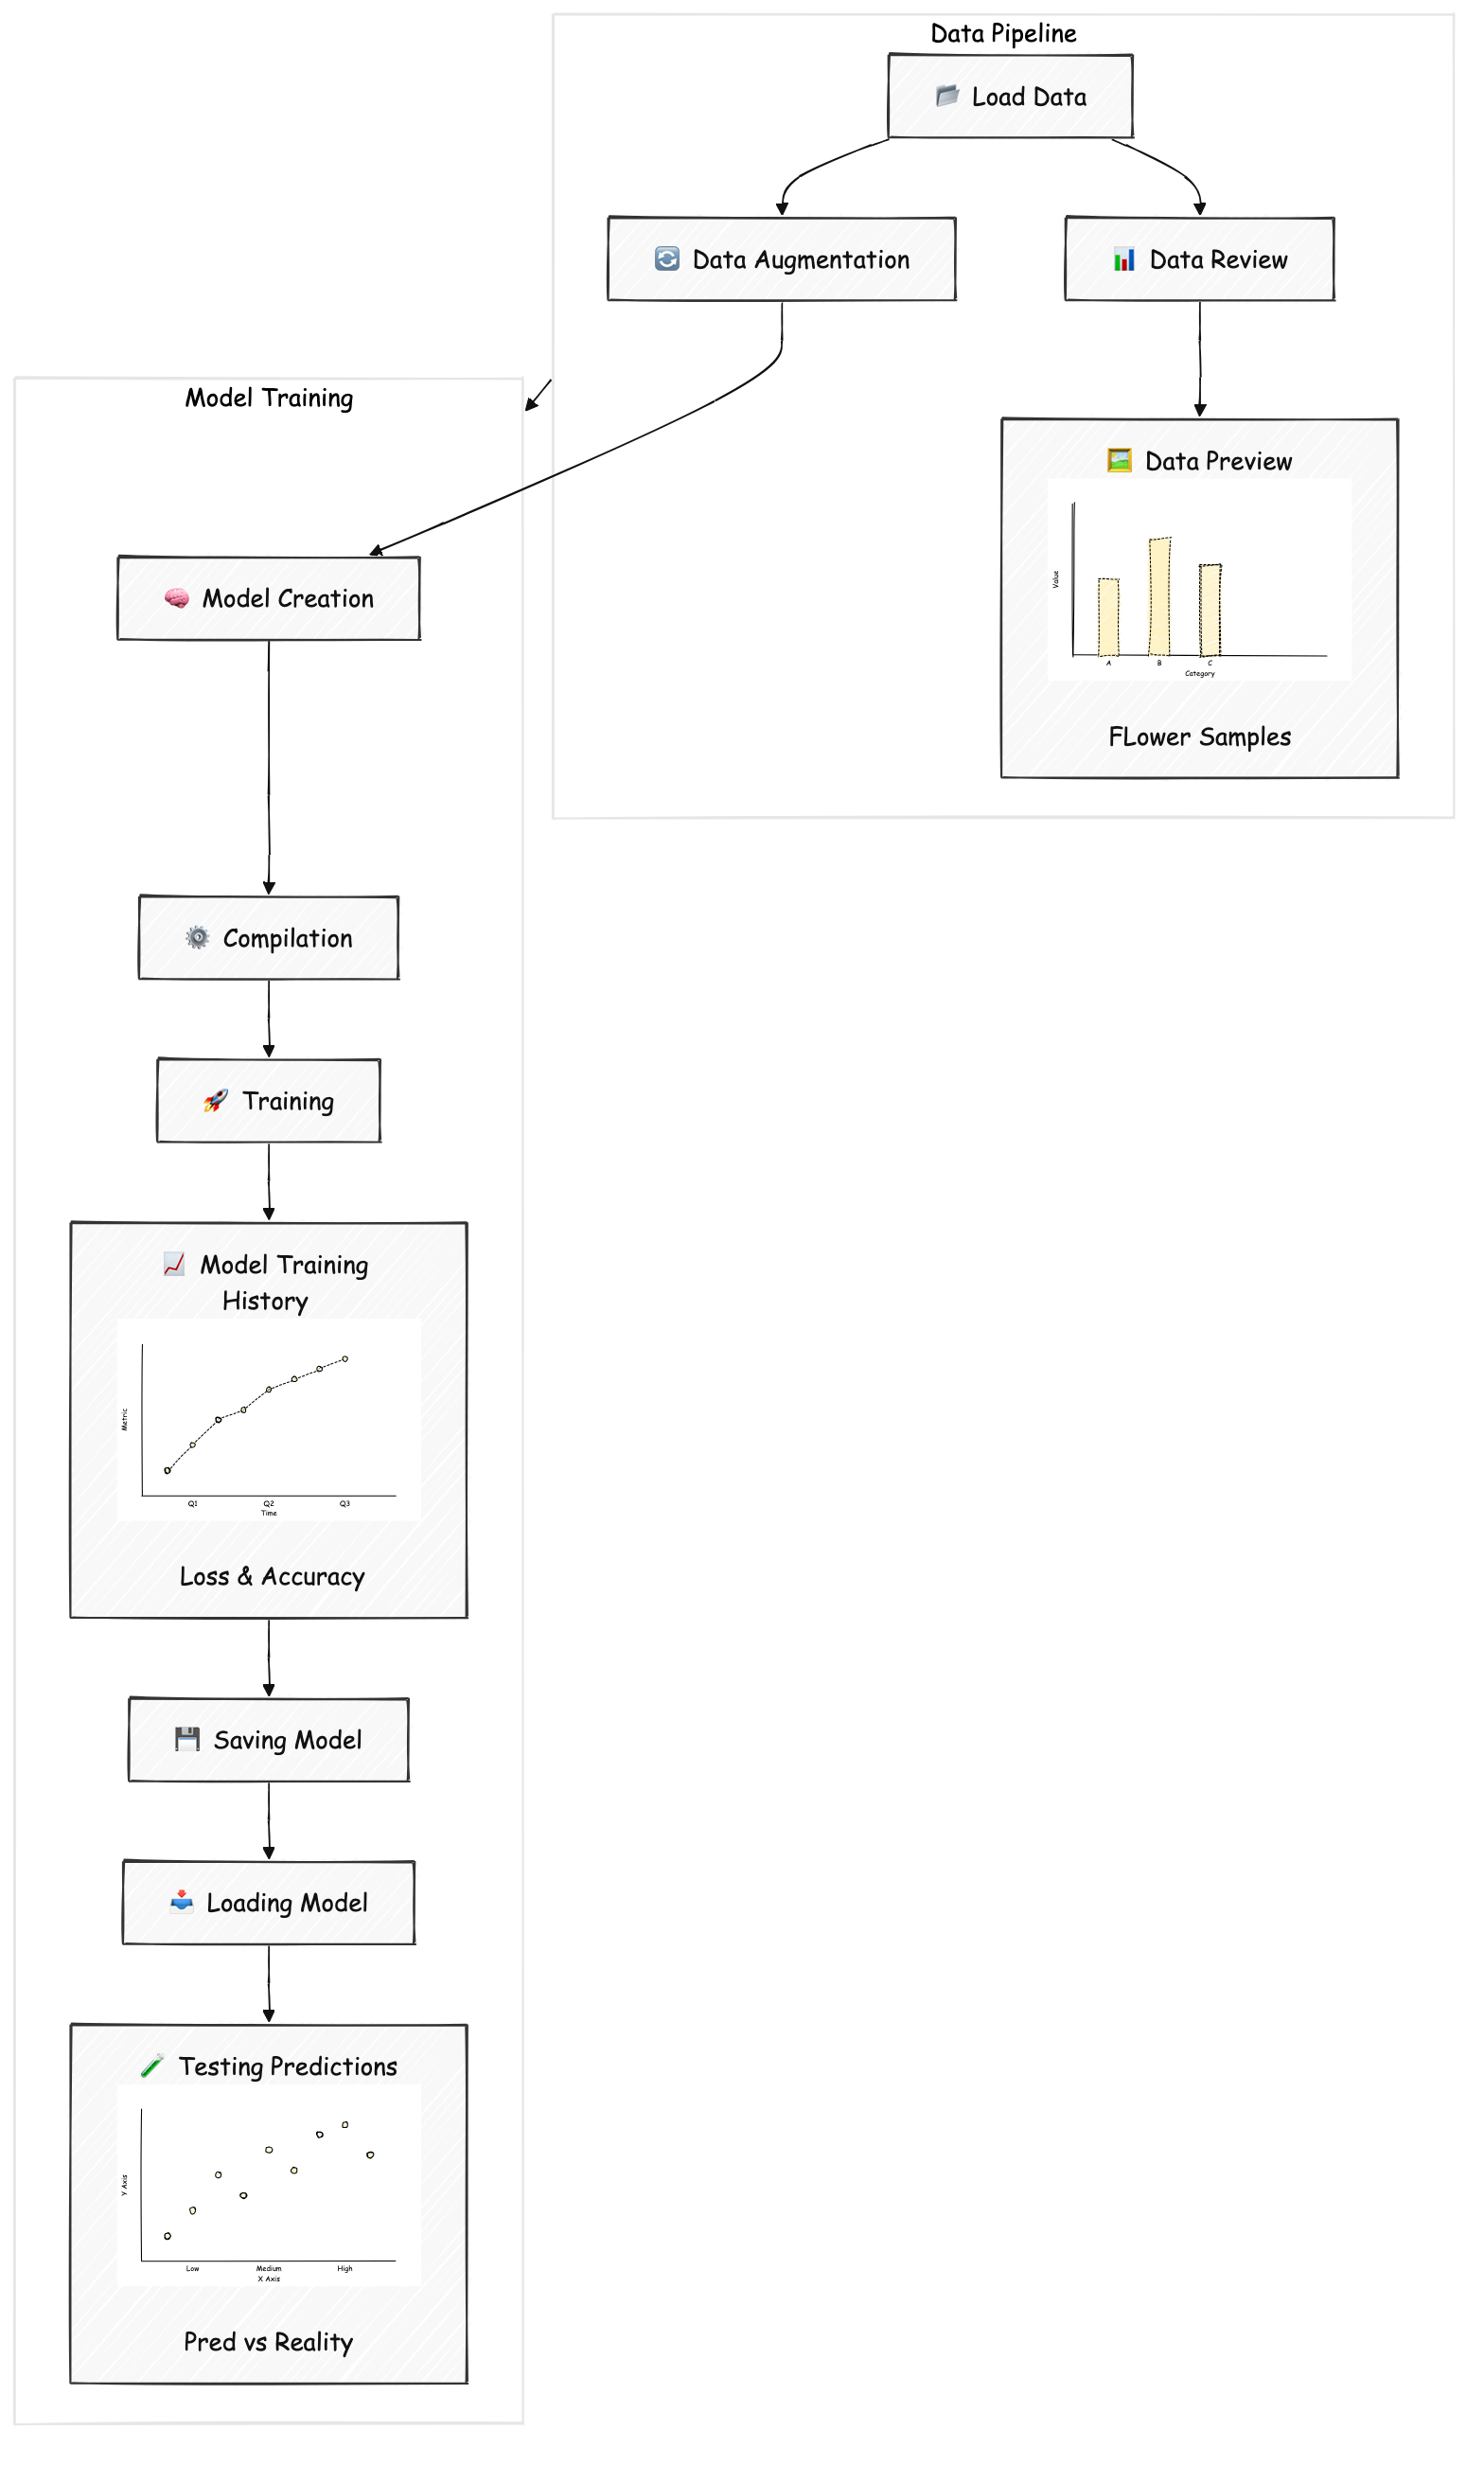 Data Pipeline
📁 Load Data
🔄 Data Augmentation
📊 Data Review
🖼️ Data Preview
Value
A B C
Category
FLower Samples
Model Training
🧠 Model Creation
⚙️ Compilation
🚀 Training
📈 Model Training
History
Metric
Q1 Q2 Q3
Time
Loss & Accuracy
💾 Saving Model
📥 Loading Model
🧪 Testing Predictions
Y Axis
Low Medium High
X Axis
Pred vs Reality